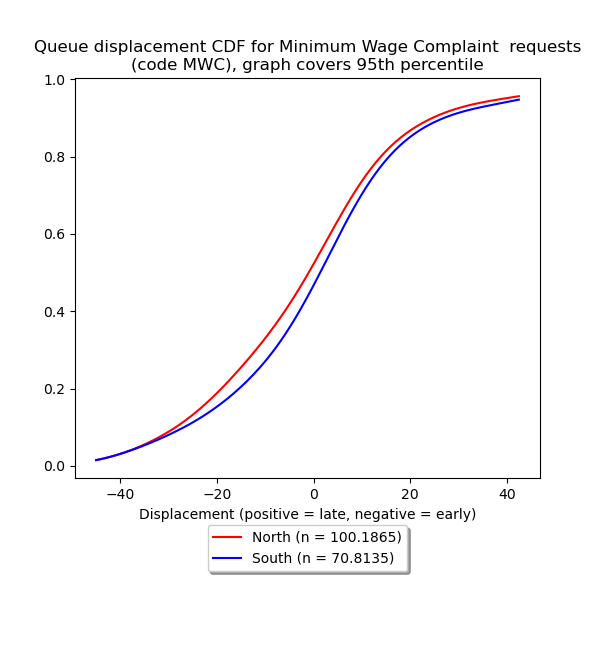 Queue displacement CDF for Minimum Wage Complaint  requests
(code MWC), graph covers 95th percentile
1.0
0.8
0.6
0.4
0.2
0.0
−40 −20 0 20 40
Displacement (positive = late, negative = early)
North (n = 100.1865)
South (n = 70.8135)